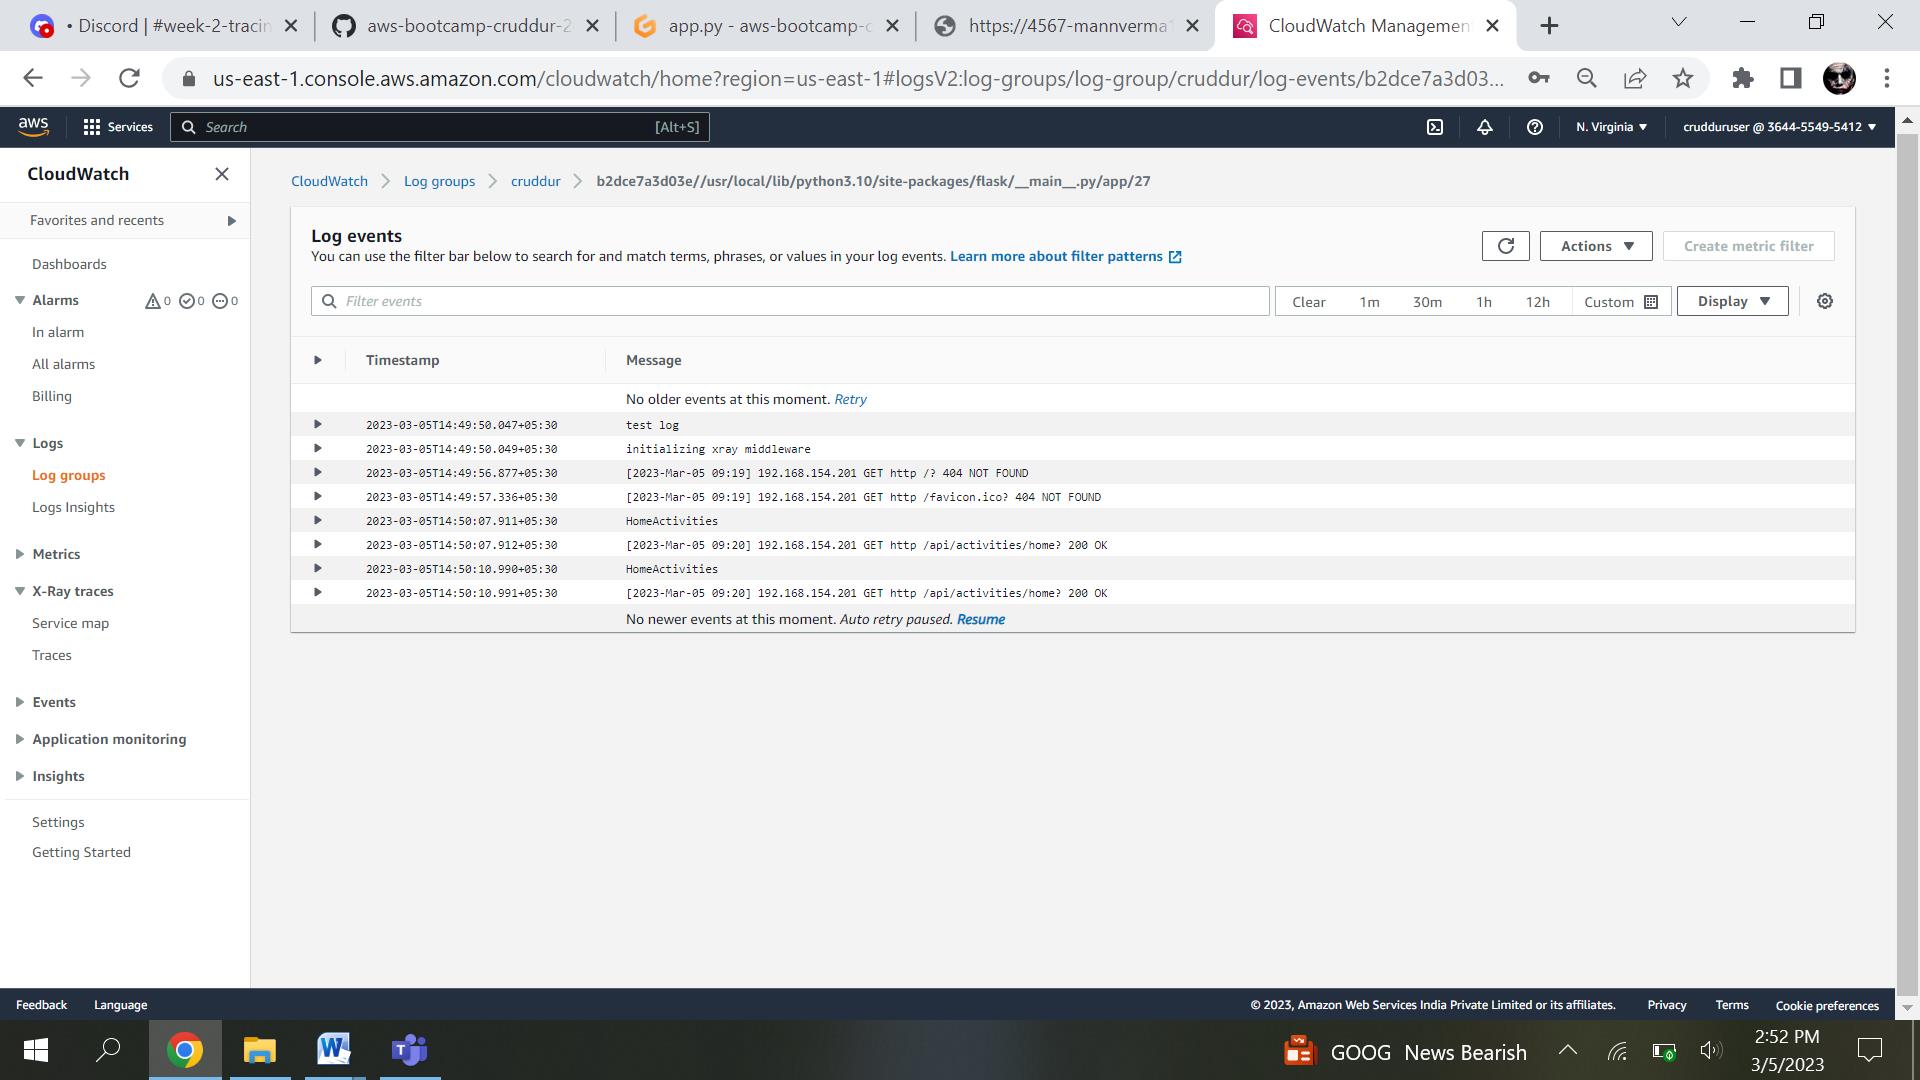 • Discord | #week-2-tracin
aws-bootcamp-cruddur-2
app.py - aws-bootcamp-c
https://4567-mannverma1
CloudWatch Managemen
us-east-1.console.aws.amazon.com/cloudwatch/home?region=us-east-1#logsV2:log-groups/log-group/cruddur/log-events/b2dce7a3d03...
aws
Services
Search
[Alt+S]
N. Virginia
crudduruser @ 3644-5549-5412
CloudWatch
Favorites and recents
Dashboards
Alarms 0 0 0
In alarm
All alarms
Billing
Logs
Log groups
Logs Insights
Metrics
X-Ray traces
Service map
Traces
Events
Application monitoring
Insights
Settings
Getting Started
CloudWatch > Log groups > cruddur > b2dce7a3d03e//usr/local/lib/python3.10/site-packages/flask/__main__.py/app/27
Log events
You can use the filter bar below to search for and match terms, phrases, or values in your log events. Learn more about filter patterns
Actions
Create metric filter
Filter events
Clear 1m 30m 1h 12h Custom
Display
Timestamp Message
No older events at this moment. Retry
2023-03-05T14:49:50.047+05:30 test log
2023-03-05T14:49:50.049+05:30 initializing xray middleware
2023-03-05T14:49:56.877+05:30 [2023-Mar-05 09:19] 192.168.154.201 GET http /? 404 NOT FOUND
2023-03-05T14:49:57.336+05:30 [2023-Mar-05 09:19] 192.168.154.201 GET http /favicon.ico? 404 NOT FOUND
2023-03-05T14:50:07.911+05:30 HomeActivities
2023-03-05T14:50:07.912+05:30 [2023-Mar-05 09:20] 192.168.154.201 GET http /api/activities/home? 200 OK
2023-03-05T14:50:10.990+05:30 HomeActivities
2023-03-05T14:50:10.991+05:30 [2023-Mar-05 09:20] 192.168.154.201 GET http /api/activities/home? 200 OK
No newer events at this moment. Auto retry paused. Resume
Feedback Language
© 2023, Amazon Web Services India Private Limited or its affiliates. Privacy Terms Cookie preferences
GOOG News Bearish
2:52 PM
3/5/2023